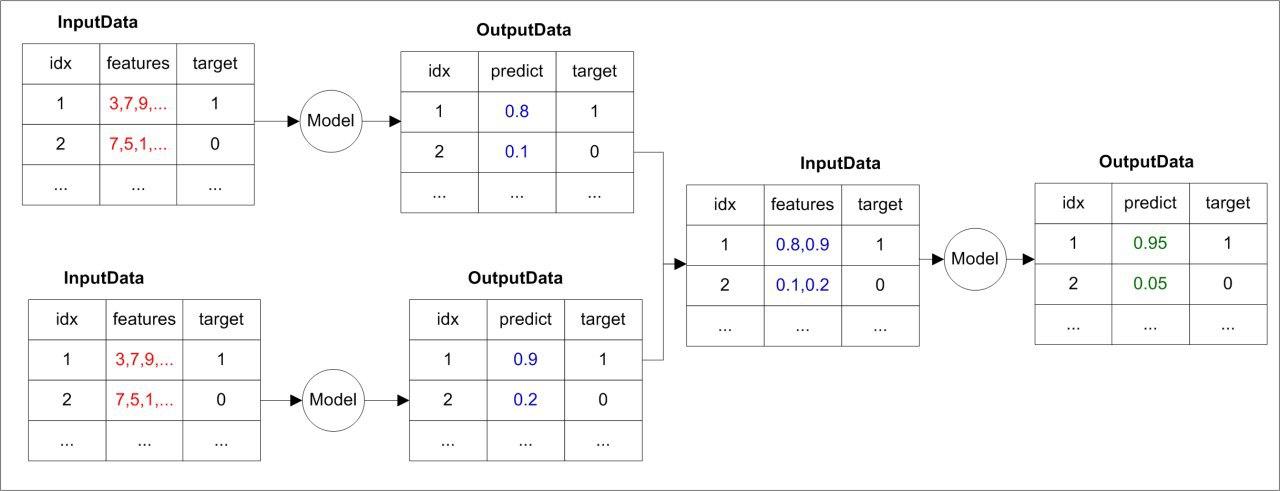 InputData
idx features target
1 3,7,9,... 1
2 7,5,1,... 0
... ... ...
Model
OutputData
idx predict target
1 0.8 1
2 0.1 0
... ... ...
InputData
idx features target
1 3,7,9,... 1
2 7,5,1,... 0
... ... ...
Model
OutputData
idx predict target
1 0.9 1
2 0.2 0
... ... ...
InputData
idx features target
1 0.8,0.9 1
2 0.1,0.2 0
... ... ...
Model
OutputData
idx predict target
1 0.95 1
2 0.05 0
... ... ...